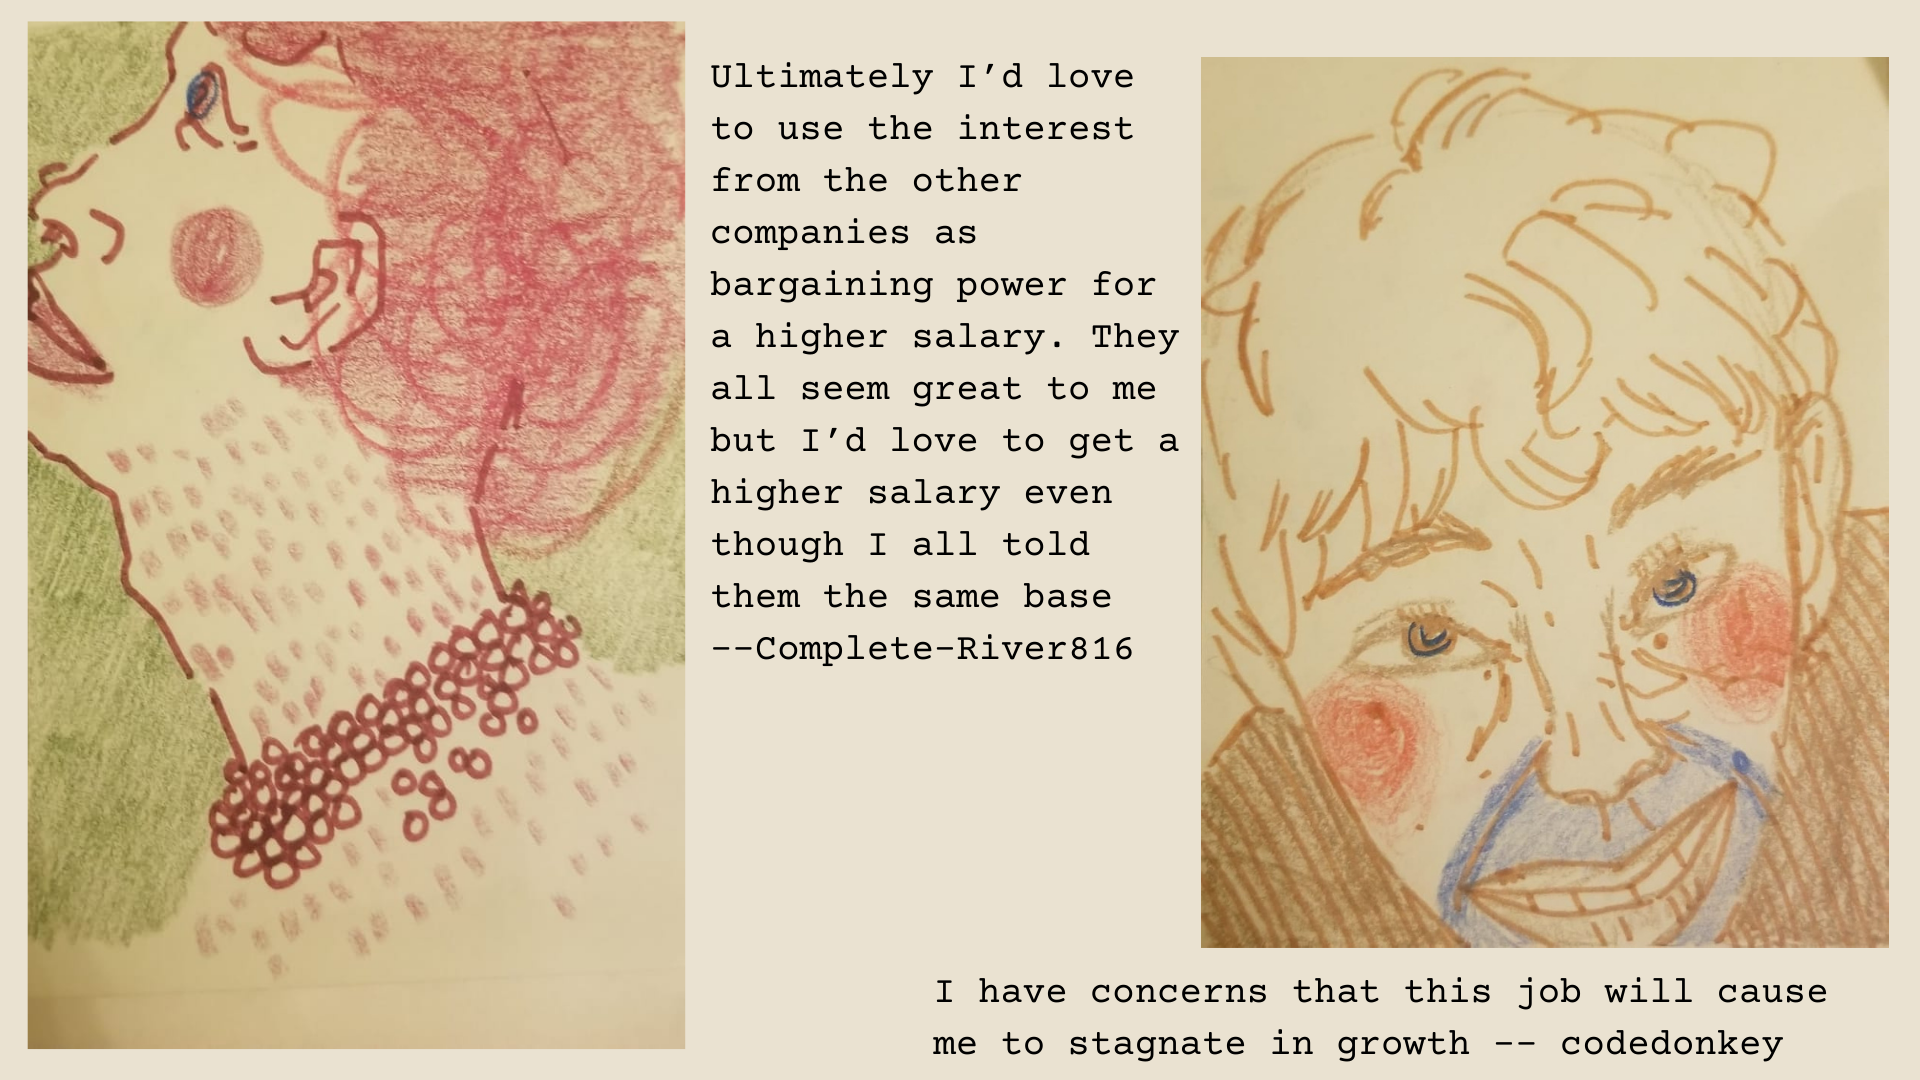 Ultimately I’d love
to use the interest
from the other
companies as
bargaining power for
a higher salary. They
all seem great to me
but I’d love to get a
higher salary even
though I all told
them the same base
--Complete-River816
I have concerns that this job will cause
me to stagnate in growth -- codedonkey